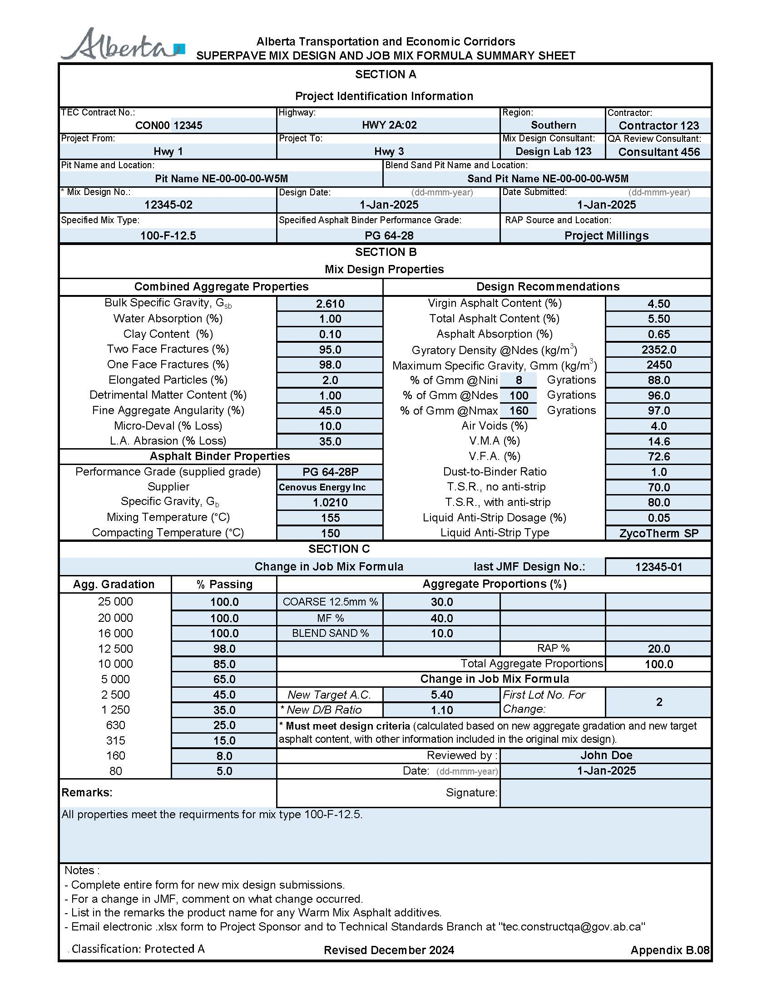 Alberta
Alberta Transportation and Economic Corridors
SUPERPAVE MIX DESIGN AND JOB MIX FORMULA SUMMARY SHEET
SECTION A
Project Identification Information
TEC Contract No.: Highway: Region: Contractor:
CON00 12345 HWY 2A:02 Southern Contractor 123
Project From: Project To: Mix Design Consultant: QA Review Consultant:
Hwy 1 Hwy 3 Design Lab 123 Consultant 456
Pit Name and Location: Blend Sand Pit Name and Location:
Pit Name NE-00-00-00-W5M Sand Pit Name NE-00-00-00-W5M
* Mix Design No.: Design Date: (dd-mmm-year) Date Submitted: (dd-mmm-year)
12345-02 1-Jan-2025 1-Jan-2025
Specified Mix Type: Specified Asphalt Binder Performance Grade: RAP Source and Location:
100-F-12.5 PG 64-28 Project Millings
SECTION B
Mix Design Properties
Combined Aggregate Properties Design Recommendations
Bulk Specific Gravity, Gsb 2.610 Virgin Asphalt Content (%) 4.50
Water Absorption (%) 1.00 Total Asphalt Content (%) 5.50
Clay Content (%) 0.10 Asphalt Absorption (%) 0.65
Two Face Fractures (%) 95.0 Gyratory Density @Ndes (kg/m³) 2352.0
One Face Fractures (%) 98.0 Maximum Specific Gravity, Gmm (kg/m³) 2450
Elongated Particles (%) 2.0 % of Gmm @Nini 8 Gyrations 88.0
Detrimental Matter Content (%) 1.00 % of Gmm @Ndes 100 Gyrations 96.0
Fine Aggregate Angularity (%) 45.0 % of Gmm @Nmax 160 Gyrations 97.0
Micro-Deval (% Loss) 10.0 Air Voids (%) 4.0
L.A. Abrasion (% Loss) 35.0 V.M.A (%) 14.6
Asphalt Binder Properties V.F.A. (%) 72.6
Performance Grade (supplied grade) PG 64-28P Dust-to-Binder Ratio 1.0
Supplier Cenovus Energy Inc T.S.R., no anti-strip 70.0
Specific Gravity, Gb 1.0210 T.S.R., with anti-strip 80.0
Mixing Temperature (°C) 155 Liquid Anti-Strip Dosage (%) 0.05
Compacting Temperature (°C) 150 Liquid Anti-Strip Type ZycoTherm SP
SECTION C
Change in Job Mix Formula last JMF Design No.: 12345-01
Agg. Gradation % Passing Aggregate Proportions (%)
25 000 100.0 COARSE 12.5mm % 30.0
20 000 100.0 MF % 40.0
16 000 100.0 BLEND SAND % 10.0
12 500 98.0 RAP % 20.0
10 000 85.0 Total Aggregate Proportions 100.0
5 000 65.0 Change in Job Mix Formula
2 500 45.0 New Target A.C. 5.40 First Lot No. For
1 250 35.0 * New D/B Ratio 1.10 Change: 2
630 25.0 * Must meet design criteria (calculated based on new aggregate gradation and new target
315 15.0 asphalt content, with other information included in the original mix design).
160 8.0 Reviewed by : John Doe
80 5.0 Date: (dd-mmm-year) 1-Jan-2025
Remarks: Signature:
All properties meet the requirments for mix type 100-F-12.5.
Notes :
- Complete entire form for new mix design submissions.
- For a change in JMF, comment on what change occurred.
- List in the remarks the product name for any Warm Mix Asphalt additives.
- Email electronic .xlsx form to Project Sponsor and to Technical Standards Branch at "tec.constructqa@gov.ab.ca"
. Classification: Protected A Revised December 2024 Appendix B.08